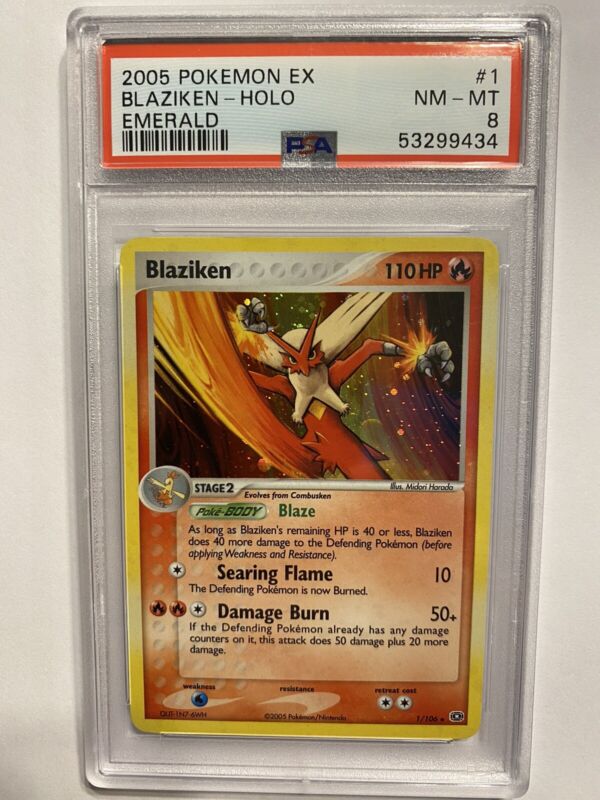 2005 POKEMON EX #1
BLAZIKEN - HOLO NM - MT
EMERALD 8
PSA 53299434
Blaziken 110 HP
STAGE 2 Illus. Midori Harada
Evolves from Combusken
Poké-BODY Blaze
As long as Blaziken's remaining HP is 40 or less, Blaziken
does 40 more damage to the Defending Pokémon (before
applying Weakness and Resistance).
Searing Flame 10
The Defending Pokémon is now Burned.
Damage Burn 50+
If the Defending Pokémon already has any damage
counters on it, this attack does 50 damage plus 20 more
damage.
weakness resistance retreat cost
QUT-1N7-6WH ©2005 Pokémon/Nintendo 1/106 ★